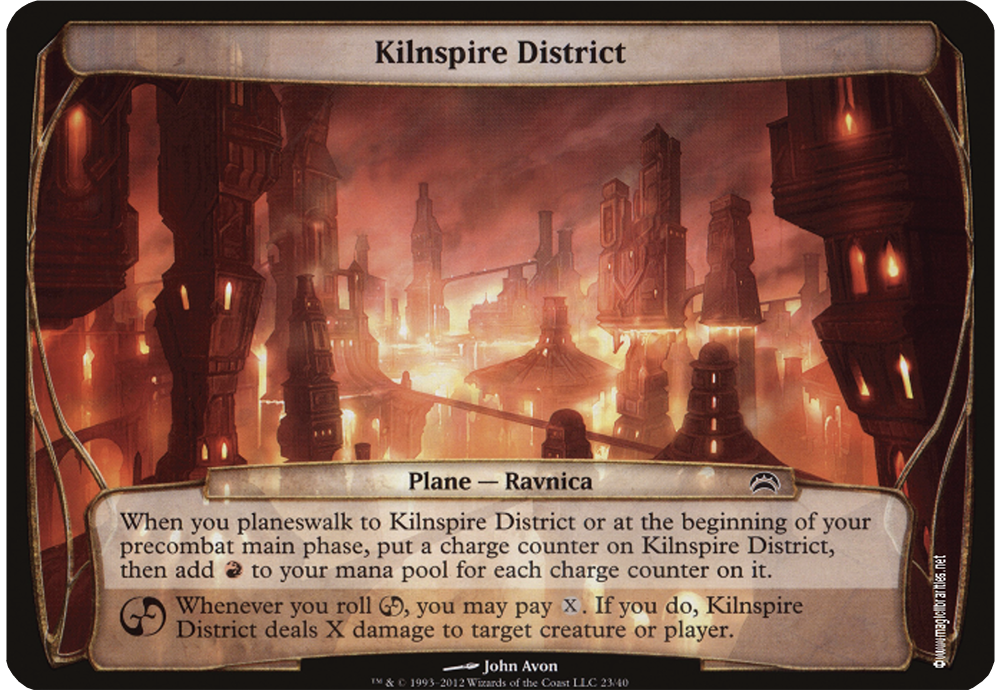 Kilnspire District
Plane — Ravnica
When you planeswalk to Kilnspire District or at the beginning of your
precombat main phase, put a charge counter on Kilnspire District,
then add to your mana pool for each charge counter on it.
Whenever you roll , you may pay X. If you do, Kilnspire
District deals X damage to target creature or player.
John Avon
™ & © 1993–2012 Wizards of the Coast LLC 23/40
© www.magiclibrarities.net